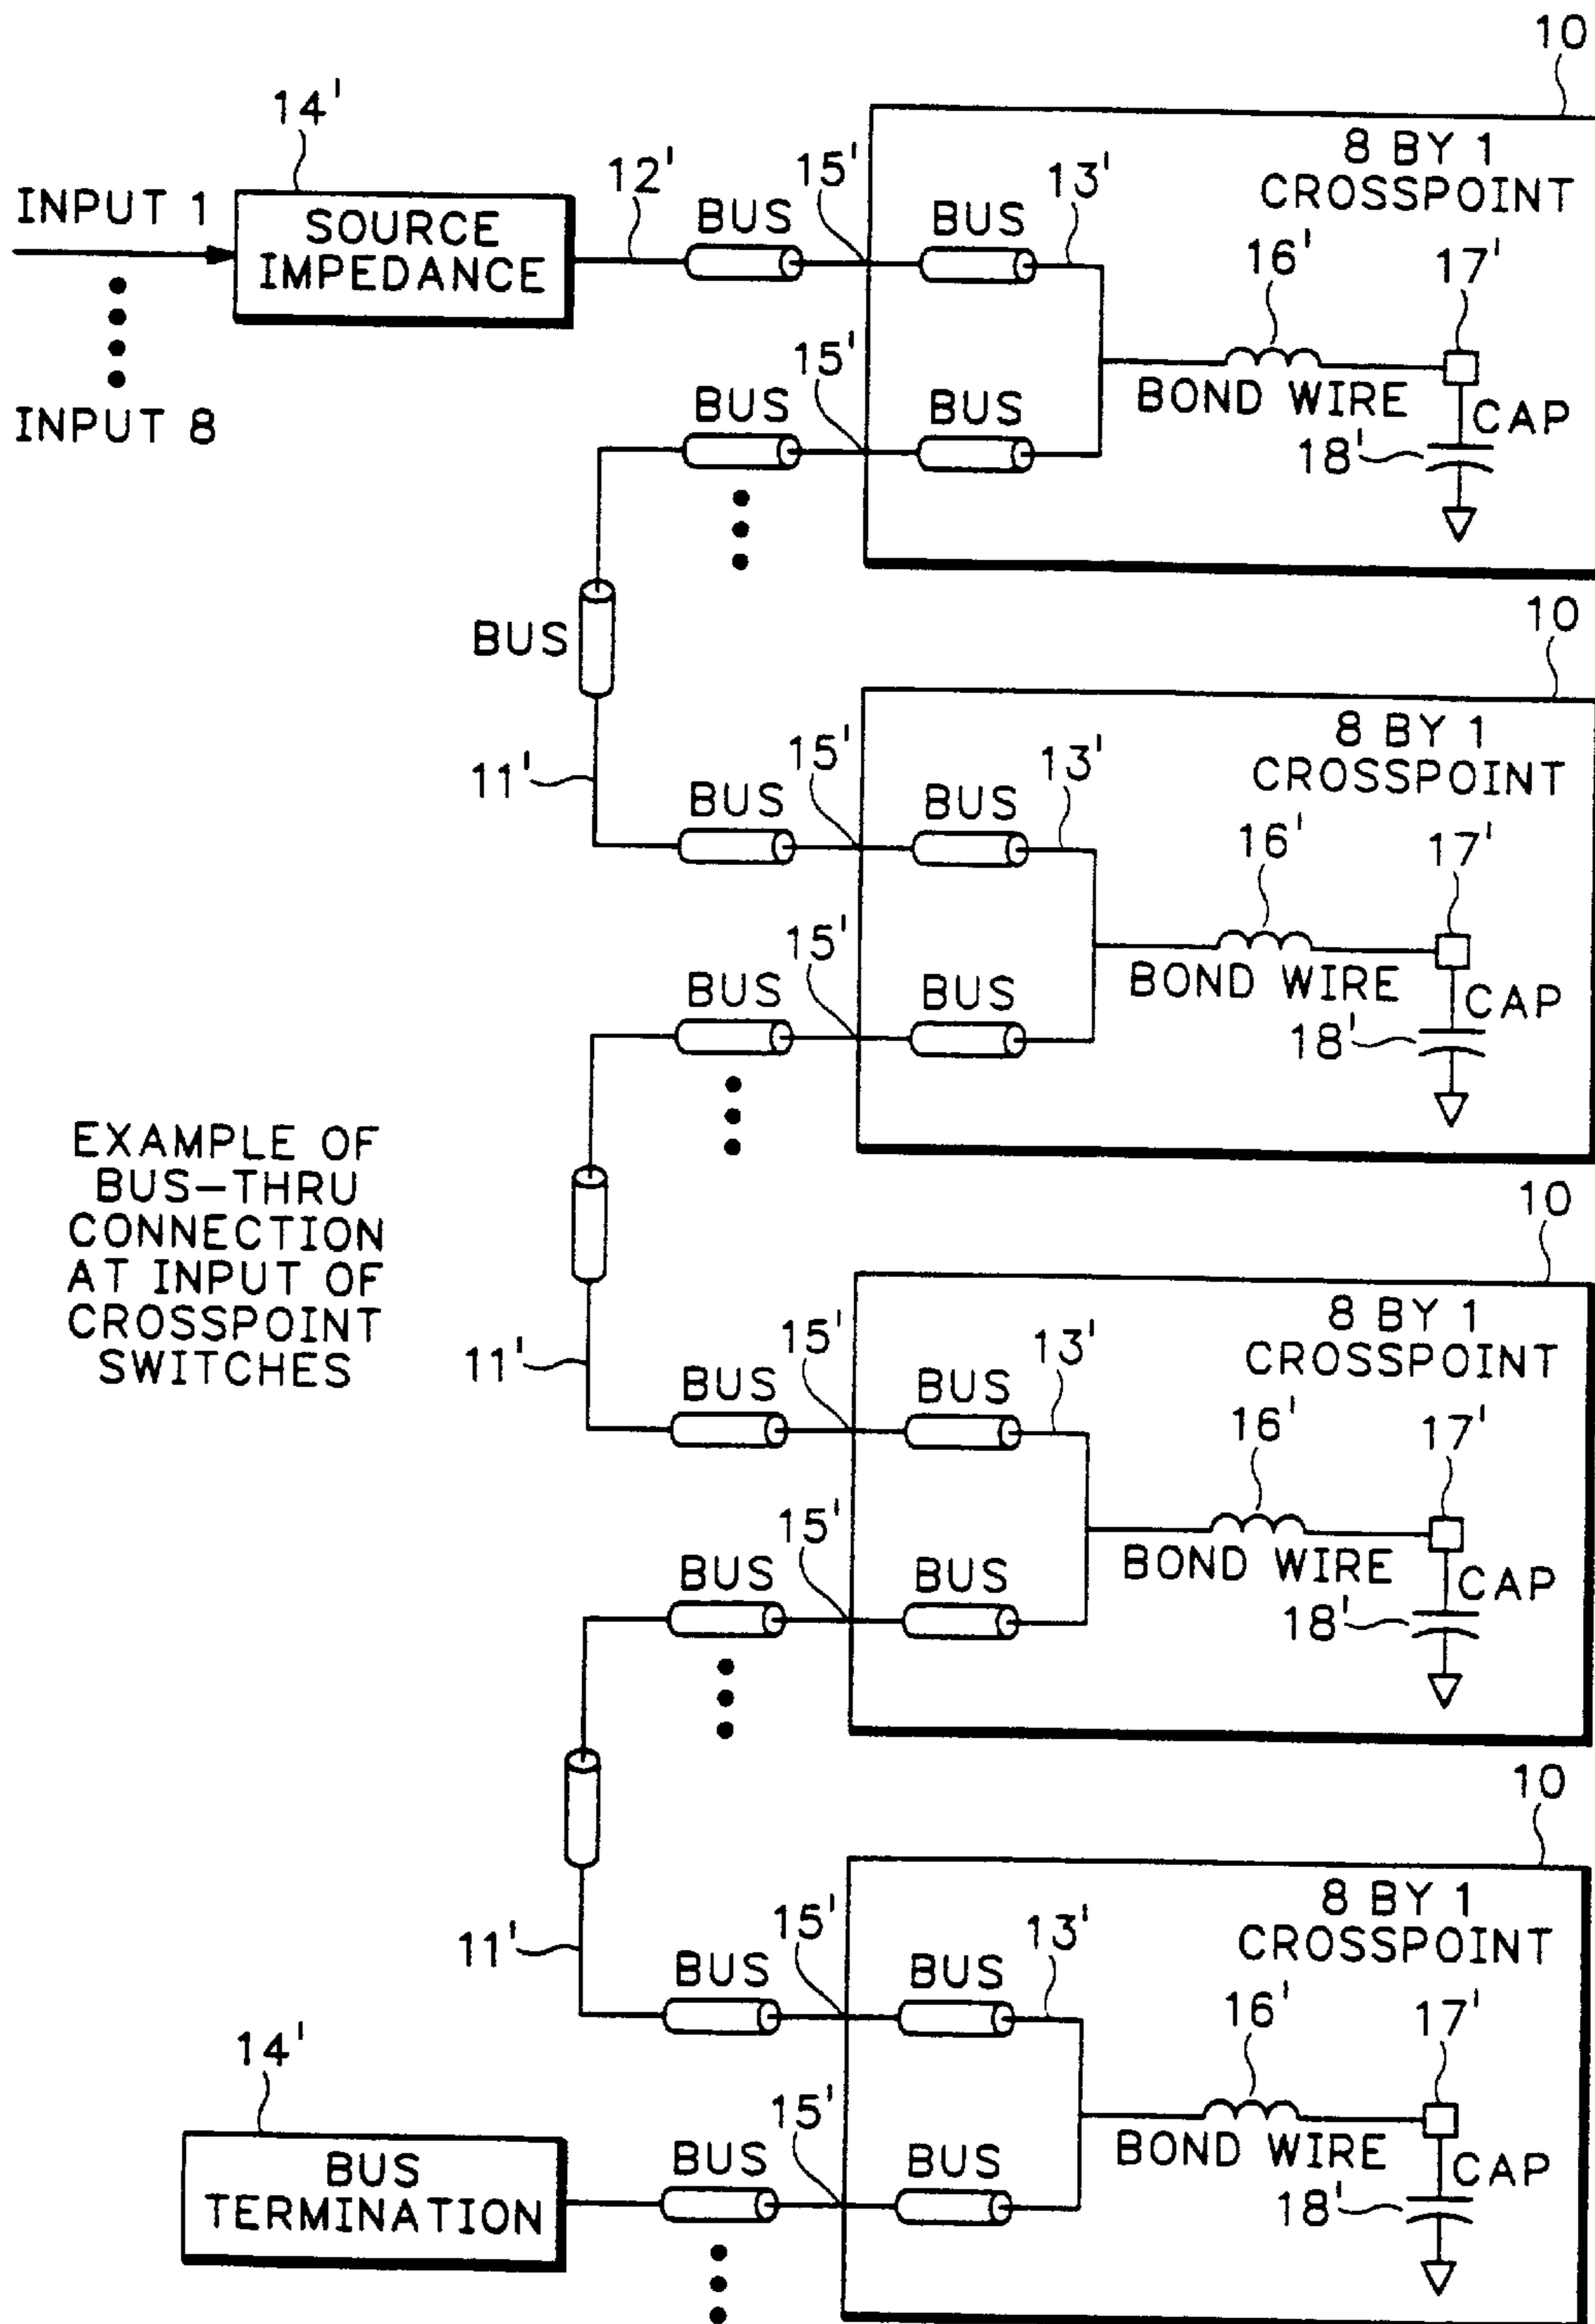 10
14'
INPUT 1
SOURCE
IMPEDANCE
12'
BUS
15'
BUS
13'
8 BY 1
CROSSPOINT
16'
17'
BOND WIRE
CAP
18'
INPUT 8
BUS
15'
BUS
BUS
11'
10
8 BY 1
CROSSPOINT
BUS
15'
BUS
13'
16'
17'
BOND WIRE
CAP
18'
BUS
15'
BUS
EXAMPLE OF
BUS-THRU
CONNECTION
AT INPUT OF
CROSSPOINT
SWITCHES
11'
10
8 BY 1
CROSSPOINT
BUS
15'
BUS
13'
16'
17'
BOND WIRE
CAP
18'
BUS
15'
BUS
11'
10
8 BY 1
CROSSPOINT
BUS
15'
BUS
13'
16'
17'
BOND WIRE
CAP
18'
14'
BUS
TERMINATION
BUS
15'
BUS